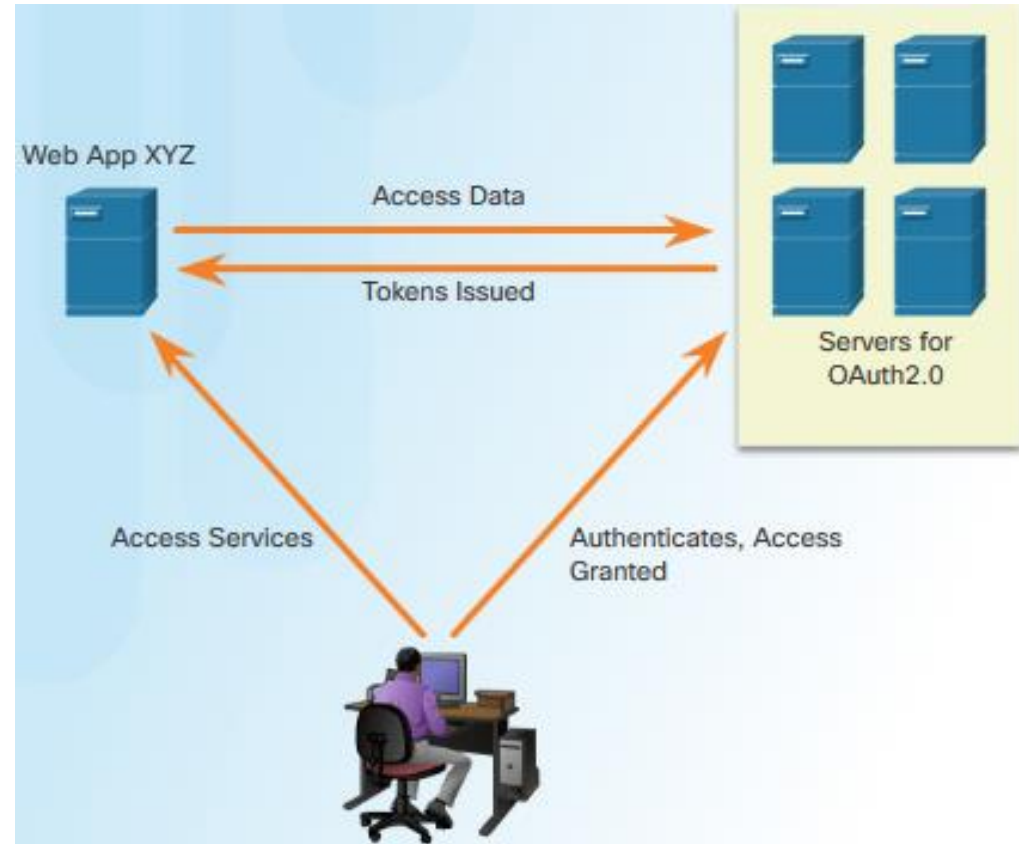 Web App XYZ
Access Data
Tokens Issued
Servers for
OAuth2.0
Access Services
Authenticates, Access
Granted